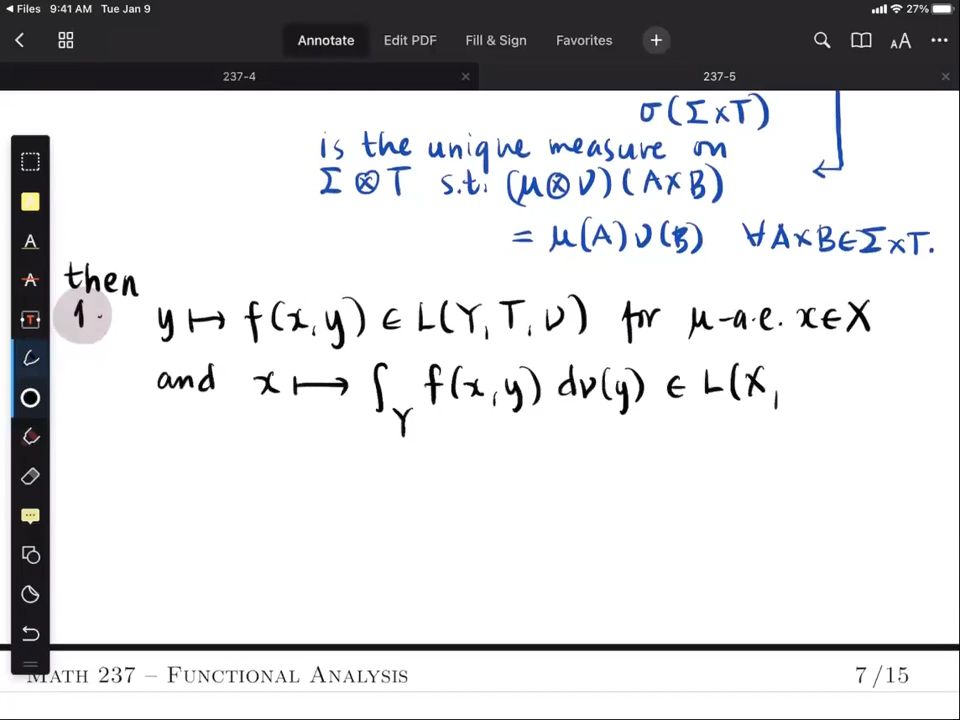 Files 9:41 AM Tue Jan 9 27%
Annotate Edit PDF Fill & Sign Favorites + AA
237-4 × 237-5 ×
σ(Σ×T)
is the unique measure on
Σ⊗T s.t. (μ⊗ν)(A×B)
= μ(A)ν(B) ∀A×B∈Σ×T.
then
1. y ↦ f(x,y) ∈ L(Y,T,ν) for μ-a.e. x∈X
and x ⟼ ∫_Y f(x,y) dν(y) ∈ L(X,
MATH 237 – FUNCTIONAL ANALYSIS 7/15